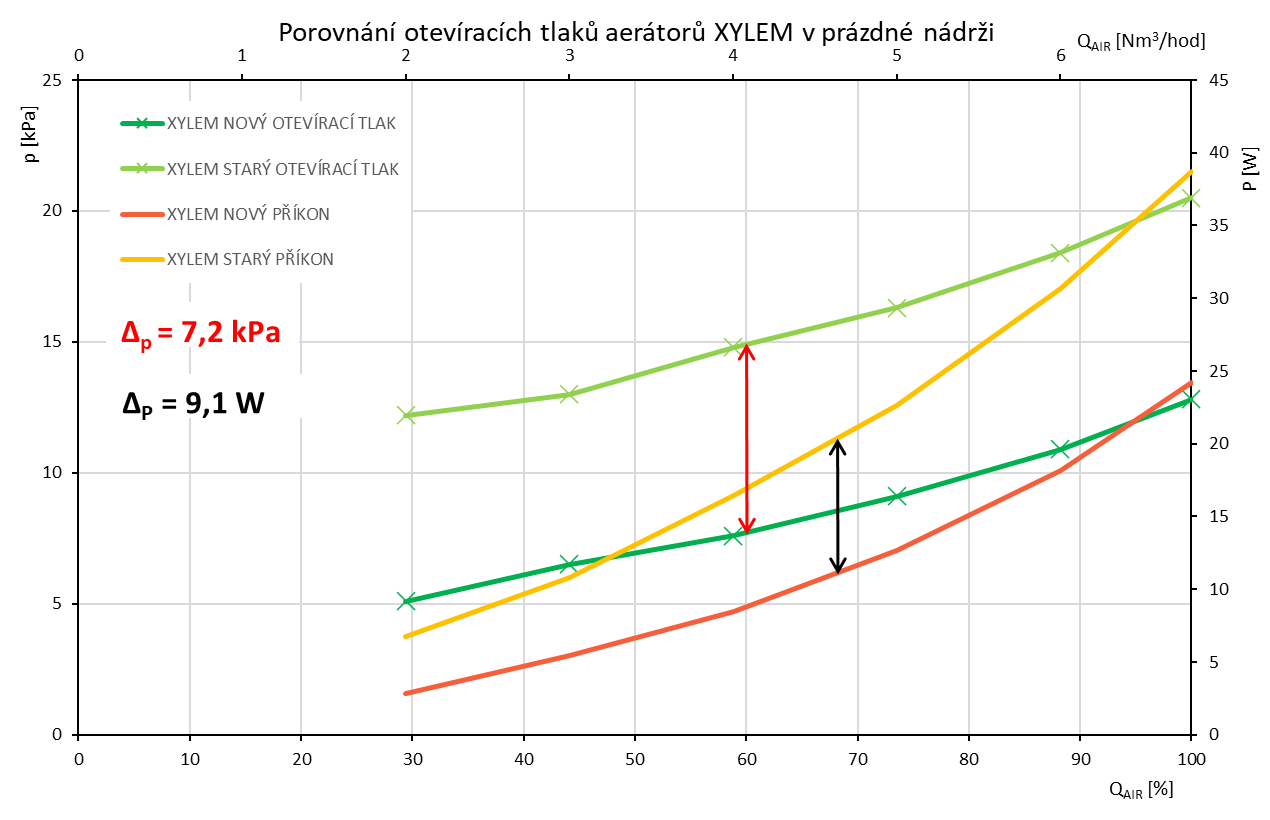 Porovnání otevíracích tlaků aerátorů XYLEM v prázdné nádrži
0 1 2 3 4 5 6 Q_AIR [Nm³/hod]
p [kPa]
25
20
15
10
5
0
XYLEM NOVÝ OTEVÍRACÍ TLAK
XYLEM STARÝ OTEVÍRACÍ TLAK
XYLEM NOVÝ PŘÍKON
XYLEM STARÝ PŘÍKON
Δp = 7,2 kPa
ΔP = 9,1 W
P [W]
45
40
35
30
25
20
15
10
5
0
0 10 20 30 40 50 60 70 80 90 100
Q_AIR [%]